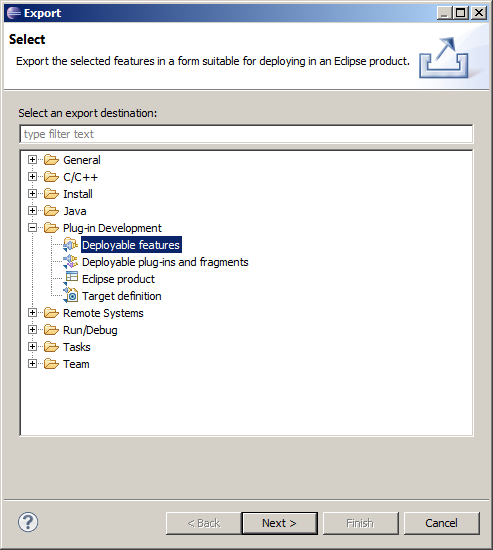 Export
Select
Export the selected features in a form suitable for deploying in an Eclipse product.
Select an export destination:
type filter text
General
C/C++
Install
Java
Plug-in Development
Deployable features
Deployable plug-ins and fragments
Eclipse product
Target definition
Remote Systems
Run/Debug
Tasks
Team
? < Back Next > Finish Cancel